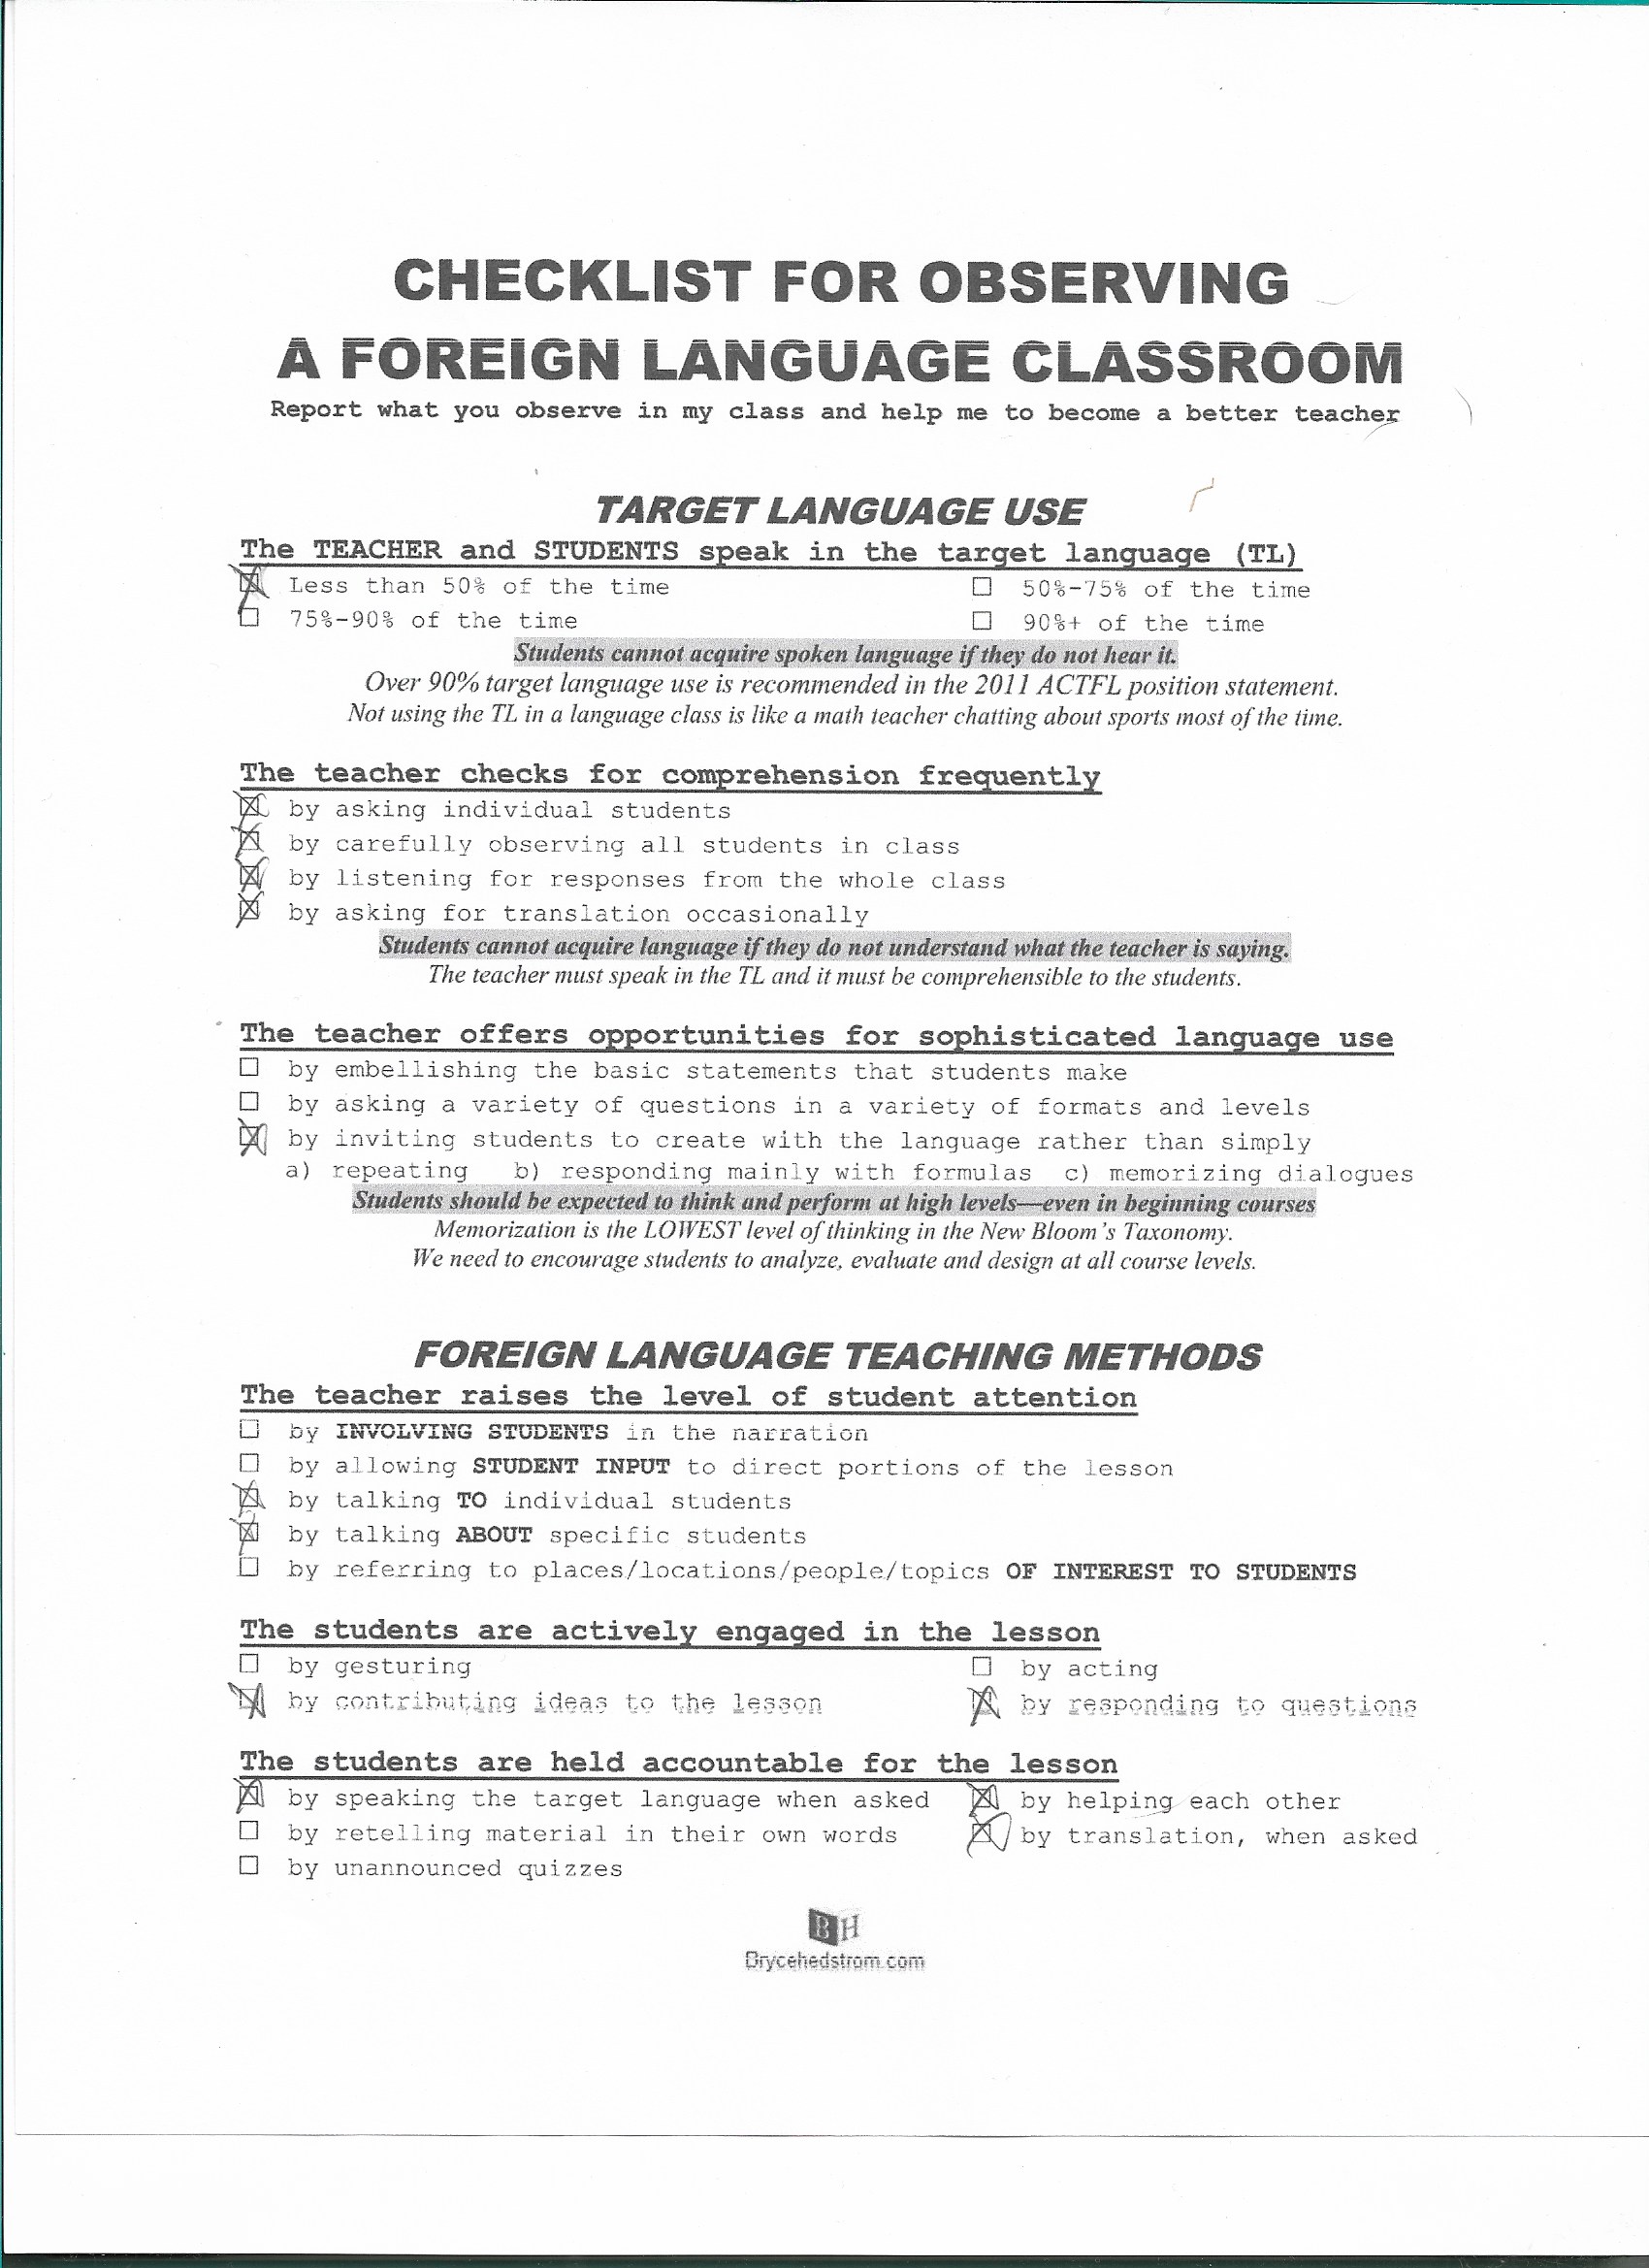 CHECKLIST FOR OBSERVING
A FOREIGN LANGUAGE CLASSROOM
Report what you observe in my class and help me to become a better teacher
TARGET LANGUAGE USE
The TEACHER and STUDENTS speak in the target language (TL)
☒ Less than 50% of the time ☐ 50%-75% of the time
☐ 75%-90% of the time ☐ 90%+ of the time
Students cannot acquire spoken language if they do not hear it.
Over 90% target language use is recommended in the 2011 ACTFL position statement.
Not using the TL in a language class is like a math teacher chatting about sports most of the time.
The teacher checks for comprehension frequently
☒ by asking individual students
☒ by carefully observing all students in class
☒ by listening for responses from the whole class
☒ by asking for translation occasionally
Students cannot acquire language if they do not understand what the teacher is saying.
The teacher must speak in the TL and it must be comprehensible to the students.
The teacher offers opportunities for sophisticated language use
☐ by embellishing the basic statements that students make
☐ by asking a variety of questions in a variety of formats and levels
☒ by inviting students to create with the language rather than simply
a) repeating b) responding mainly with formulas c) memorizing dialogues
Students should be expected to think and perform at high levels—even in beginning courses
Memorization is the LOWEST level of thinking in the New Bloom's Taxonomy.
We need to encourage students to analyze, evaluate and design at all course levels.
FOREIGN LANGUAGE TEACHING METHODS
The teacher raises the level of student attention
☐ by INVOLVING STUDENTS in the narration
☐ by allowing STUDENT INPUT to direct portions of the lesson
☒ by talking TO individual students
☒ by talking ABOUT specific students
☐ by referring to places/locations/people/topics OF INTEREST TO STUDENTS
The students are actively engaged in the lesson
☐ by gesturing ☐ by acting
☒ by contributing ideas to the lesson ☒ by responding to questions
The students are held accountable for the lesson
☒ by speaking the target language when asked ☒ by helping each other
☐ by retelling material in their own words ☒ by translation, when asked
☐ by unannounced quizzes
BH
Brycehedstrom.com